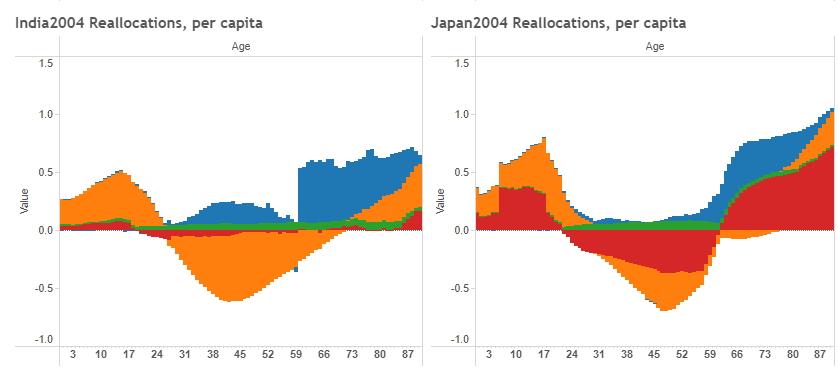 India2004 Reallocations, per capita
Age
1.5
1.0
0.5
0.0
-0.5
-1.0
Value
3 10 17 24 31 38 45 52 59 66 73 80 87
Japan2004 Reallocations, per capita
Age
1.5
1.0
0.5
0.0
-0.5
-1.0
Value
3 10 17 24 31 38 45 52 59 66 73 80 87